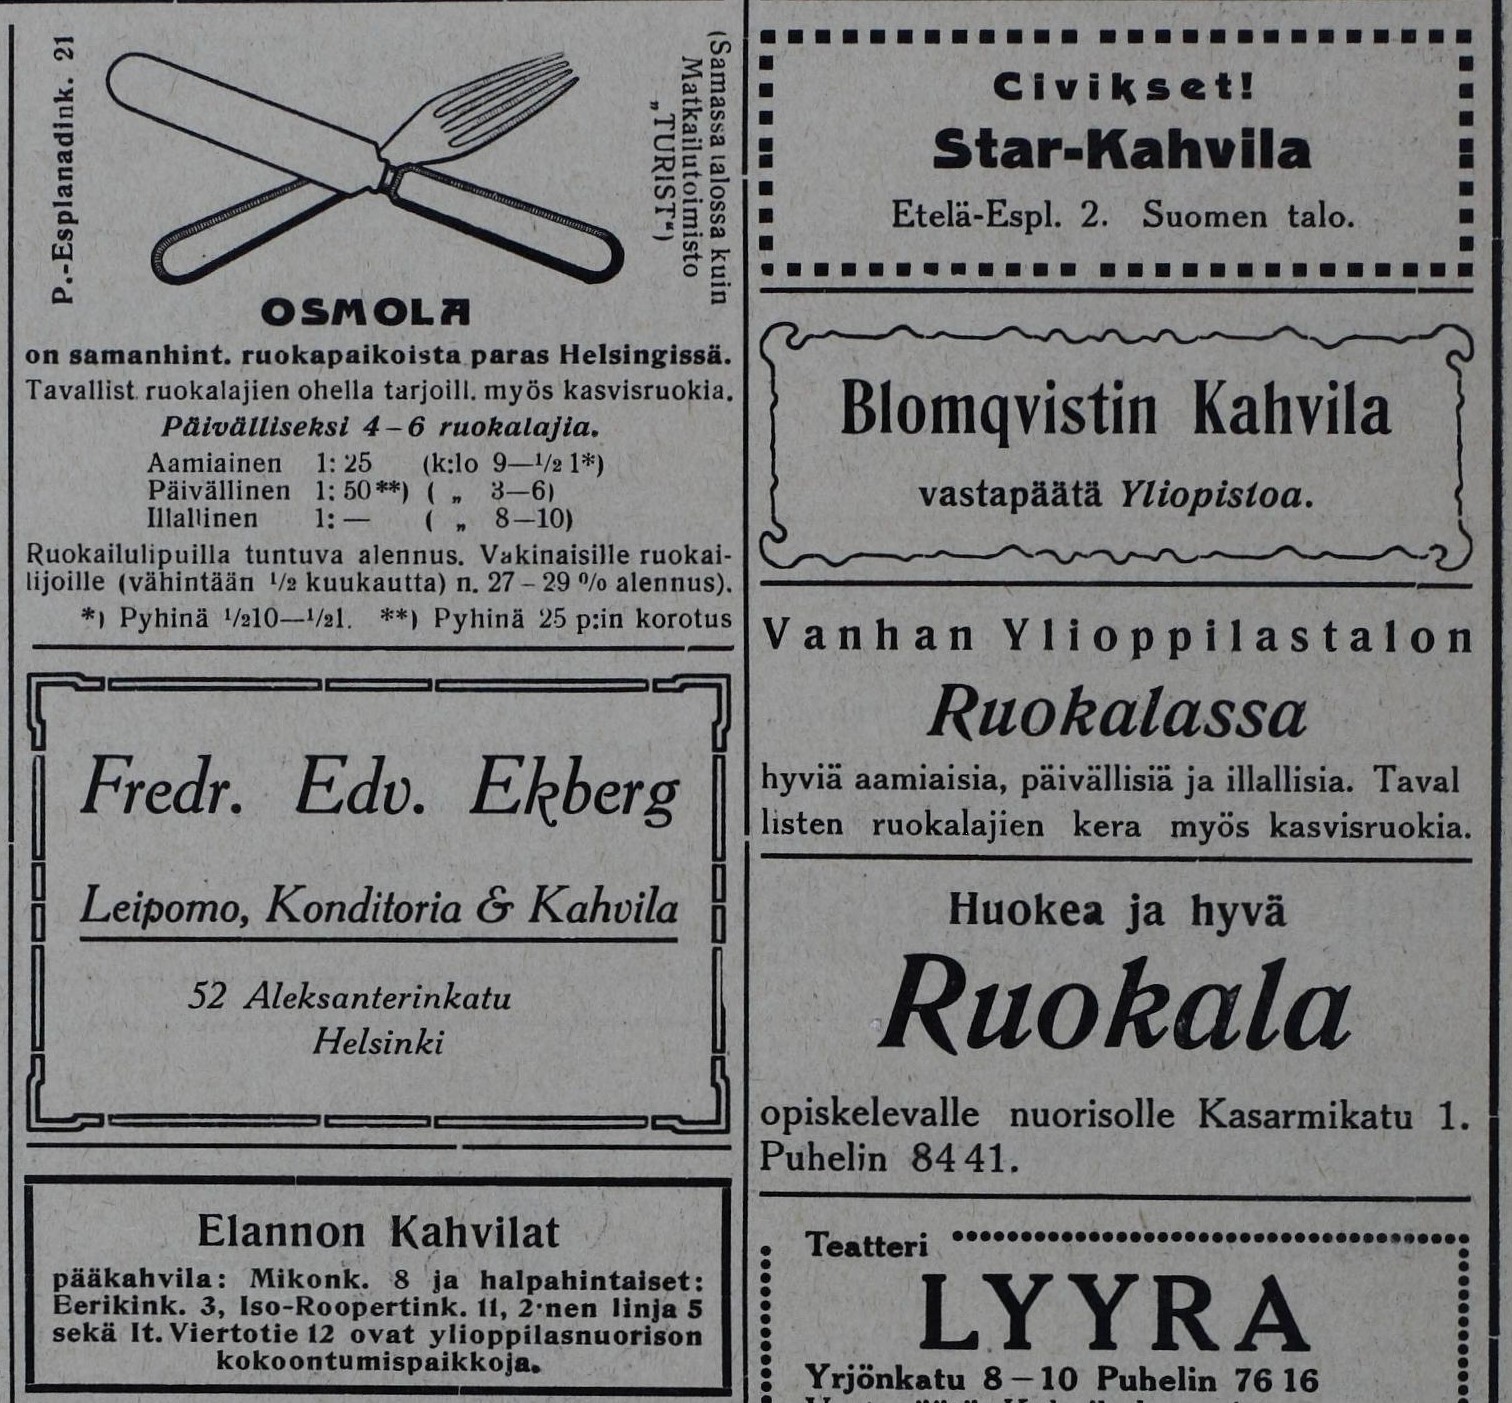 P.-Esplanadink. 21
(Samassa talossa kuin
Matkailutoimisto
„TURIST“)
OSMOLA
on samanhint. ruokapaikoista paras Helsingissä.
Tavallist. ruokalajien ohella tarjoill. myös kasvisruokia.
Päivälliseksi 4–6 ruokalajia.
Aamiainen 1: 25 (k:lo 9—1/2 1*)
Päivällinen 1: 50**) ( „ 3—6)
Illallinen 1: — ( „ 8—10)
Ruokailulipuilla tuntuva alennus. Vakinaisille ruokai-
lijoille (vähintään 1/2 kuukautta) n. 27 – 29 % alennus).
*) Pyhinä 1/210—1/21. **) Pyhinä 25 p:in korotus
Fredr. Edv. Ekberg
Leipomo, Konditoria & Kahvila
52 Aleksanterinkatu
Helsinki
Elannon Kahvilat
pääkahvila: Mikonk. 8 ja halpahintaiset:
Eerikink. 3, Iso-Roopertink. 11, 2·nen linja 5
sekä It. Viertotie 12 ovat ylioppilasnuorison
kokoontumispaikkoja.
Civikset!
Star-Kahvila
Etelä-Espl. 2. Suomen talo.
Blomqvistin Kahvila
vastapäätä Yliopistoa.
Vanhan Ylioppilastalon
Ruokalassa
hyviä aamiaisia, päivällisiä ja illallisia. Taval
listen ruokalajien kera myös kasvisruokia.
Huokea ja hyvä
Ruokala
opiskelevalle nuorisolle Kasarmikatu 1.
Puhelin 84 41.
Teatteri
LYYRA
Yrjönkatu 8 – 10 Puhelin 76 16